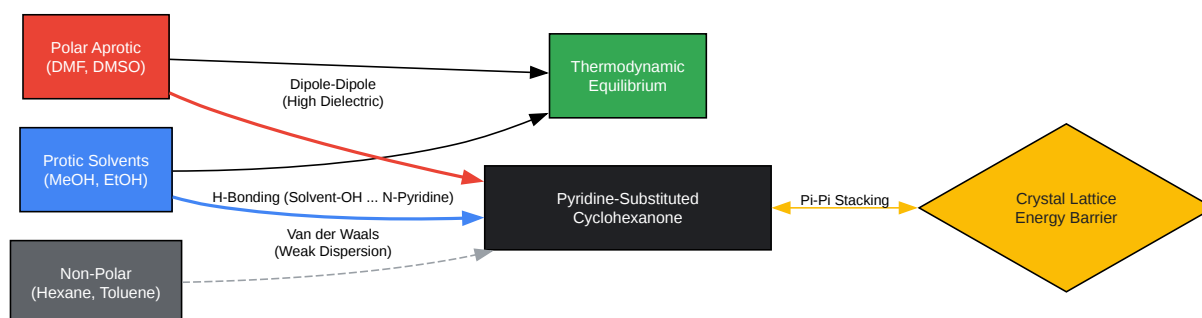 Polar Aprotic
(DMF, DMSO)
Thermodynamic
Equilibrium
Dipole-Dipole
(High Dielectric)
Protic Solvents
(MeOH, EtOH)
H-Bonding (Solvent-OH ... N-Pyridine)
Pyridine-Substituted
Cyclohexanone
Pi-Pi Stacking
Crystal Lattice
Energy Barrier
Van der Waals
(Weak Dispersion)
Non-Polar
(Hexane, Toluene)